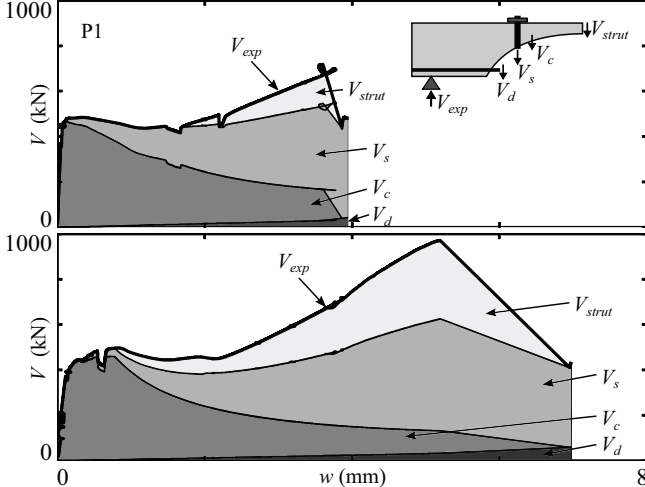 1000
P1
V_exp
V_strut
V_s
V_c
V_d
V (kN)
0
V_strut
V_c
V_s
V_d
V_exp
1000
V_exp
V_strut
V_s
V_c
V_d
V (kN)
0
0
w (mm)
8